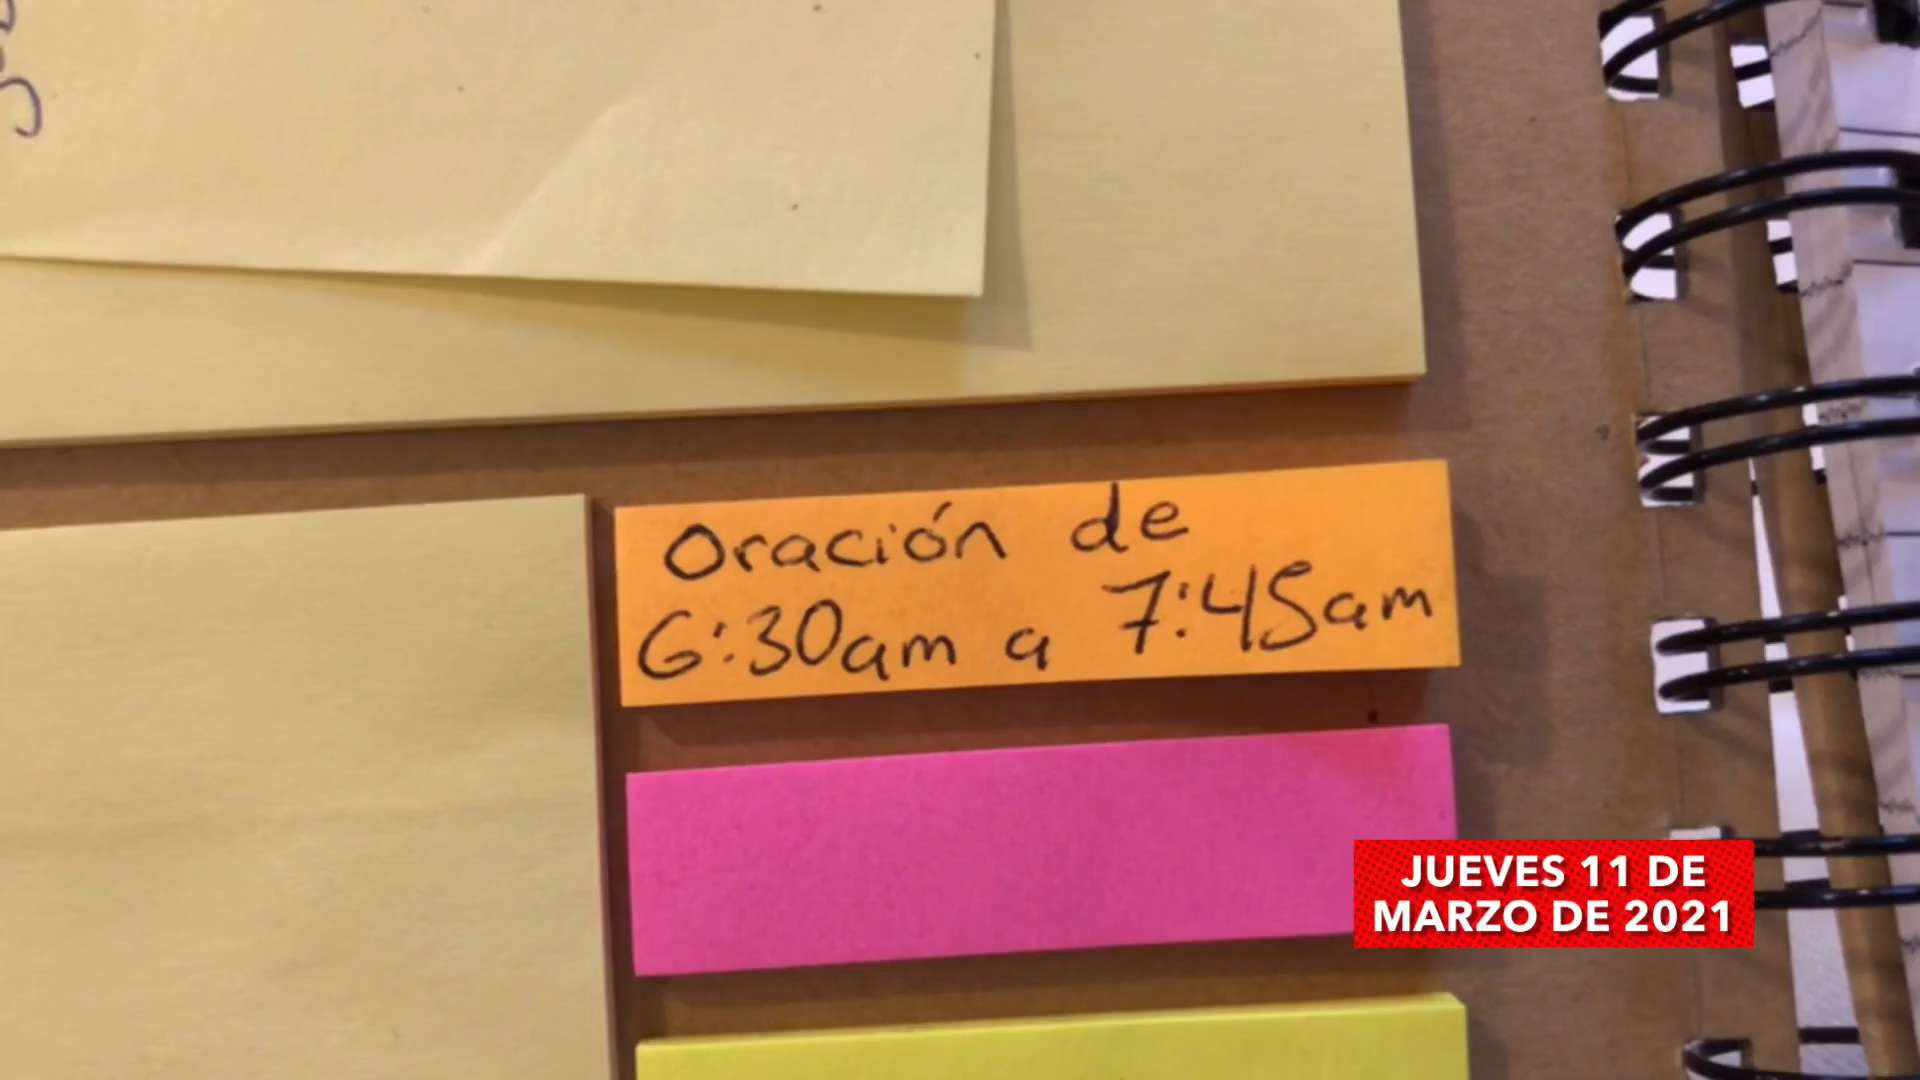 Oración de
6:30am a 7:45am
JUEVES 11 DE
MARZO DE 2021